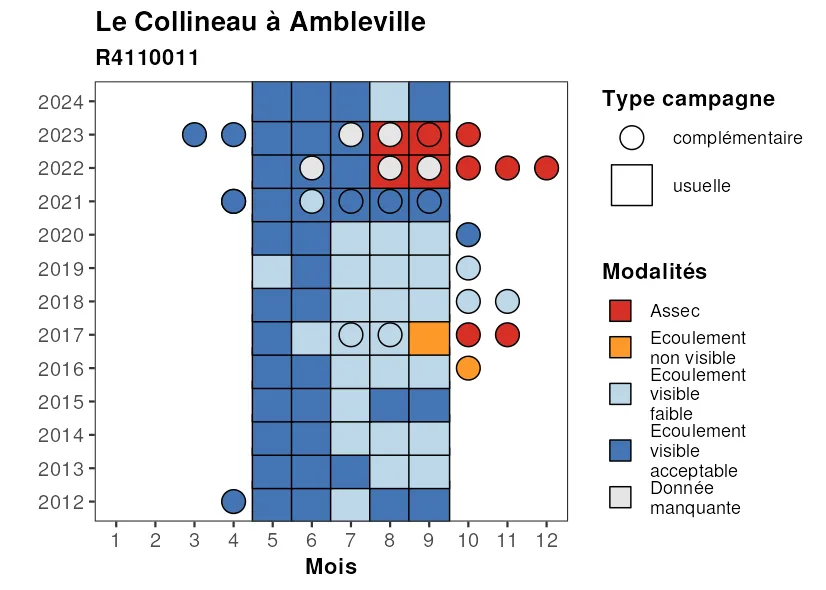 Le Collineau à Ambleville
R4110011
2024
2023
2022
2021
2020
2019
2018
2017
2016
2015
2014
2013
2012
1 2 3 4 5 6 7 8 9 10 11 12
Mois
Type campagne
complémentaire
usuelle
Modalités
Assec
Ecoulement
non visible
Ecoulement
visible
faible
Ecoulement
visible
acceptable
Donnée
manquante